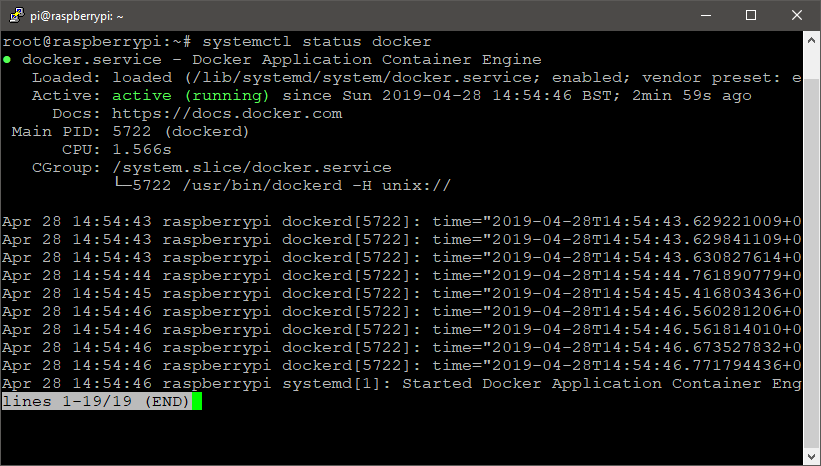 pi@raspberrypi: ~
root@raspberrypi:~# systemctl status docker
● docker.service - Docker Application Container Engine
   Loaded: loaded (/lib/systemd/system/docker.service; enabled; vendor preset: e
   Active: active (running) since Sun 2019-04-28 14:54:46 BST; 2min 59s ago
     Docs: https://docs.docker.com
 Main PID: 5722 (dockerd)
      CPU: 1.566s
   CGroup: /system.slice/docker.service
           └─5722 /usr/bin/dockerd -H unix://
Apr 28 14:54:43 raspberrypi dockerd[5722]: time="2019-04-28T14:54:43.629221009+0
Apr 28 14:54:43 raspberrypi dockerd[5722]: time="2019-04-28T14:54:43.629841109+0
Apr 28 14:54:43 raspberrypi dockerd[5722]: time="2019-04-28T14:54:43.630827614+0
Apr 28 14:54:44 raspberrypi dockerd[5722]: time="2019-04-28T14:54:44.761890779+0
Apr 28 14:54:45 raspberrypi dockerd[5722]: time="2019-04-28T14:54:45.416803436+0
Apr 28 14:54:46 raspberrypi dockerd[5722]: time="2019-04-28T14:54:46.560281206+0
Apr 28 14:54:46 raspberrypi dockerd[5722]: time="2019-04-28T14:54:46.561814010+0
Apr 28 14:54:46 raspberrypi dockerd[5722]: time="2019-04-28T14:54:46.673527832+0
Apr 28 14:54:46 raspberrypi dockerd[5722]: time="2019-04-28T14:54:46.771794436+0
Apr 28 14:54:46 raspberrypi systemd[1]: Started Docker Application Container Eng
lines 1-19/19 (END)